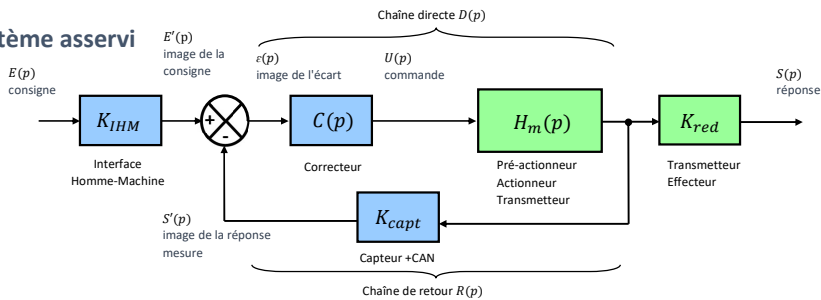 Chaîne directe D(p)
tème asservi
E(p)
consigne
E'(p)
image de la
consigne
ε(p)
image de l'écart
U(p)
commande
S(p)
réponse
K_IHM
+
-
C(p)
H_m(p)
K_red
Interface
Homme-Machine
Correcteur
Pré-actionneur
Actionneur
Transmetteur
Transmetteur
Effecteur
S'(p)
image de la réponse
mesure
K_capt
Capteur +CAN
Chaîne de retour R(p)